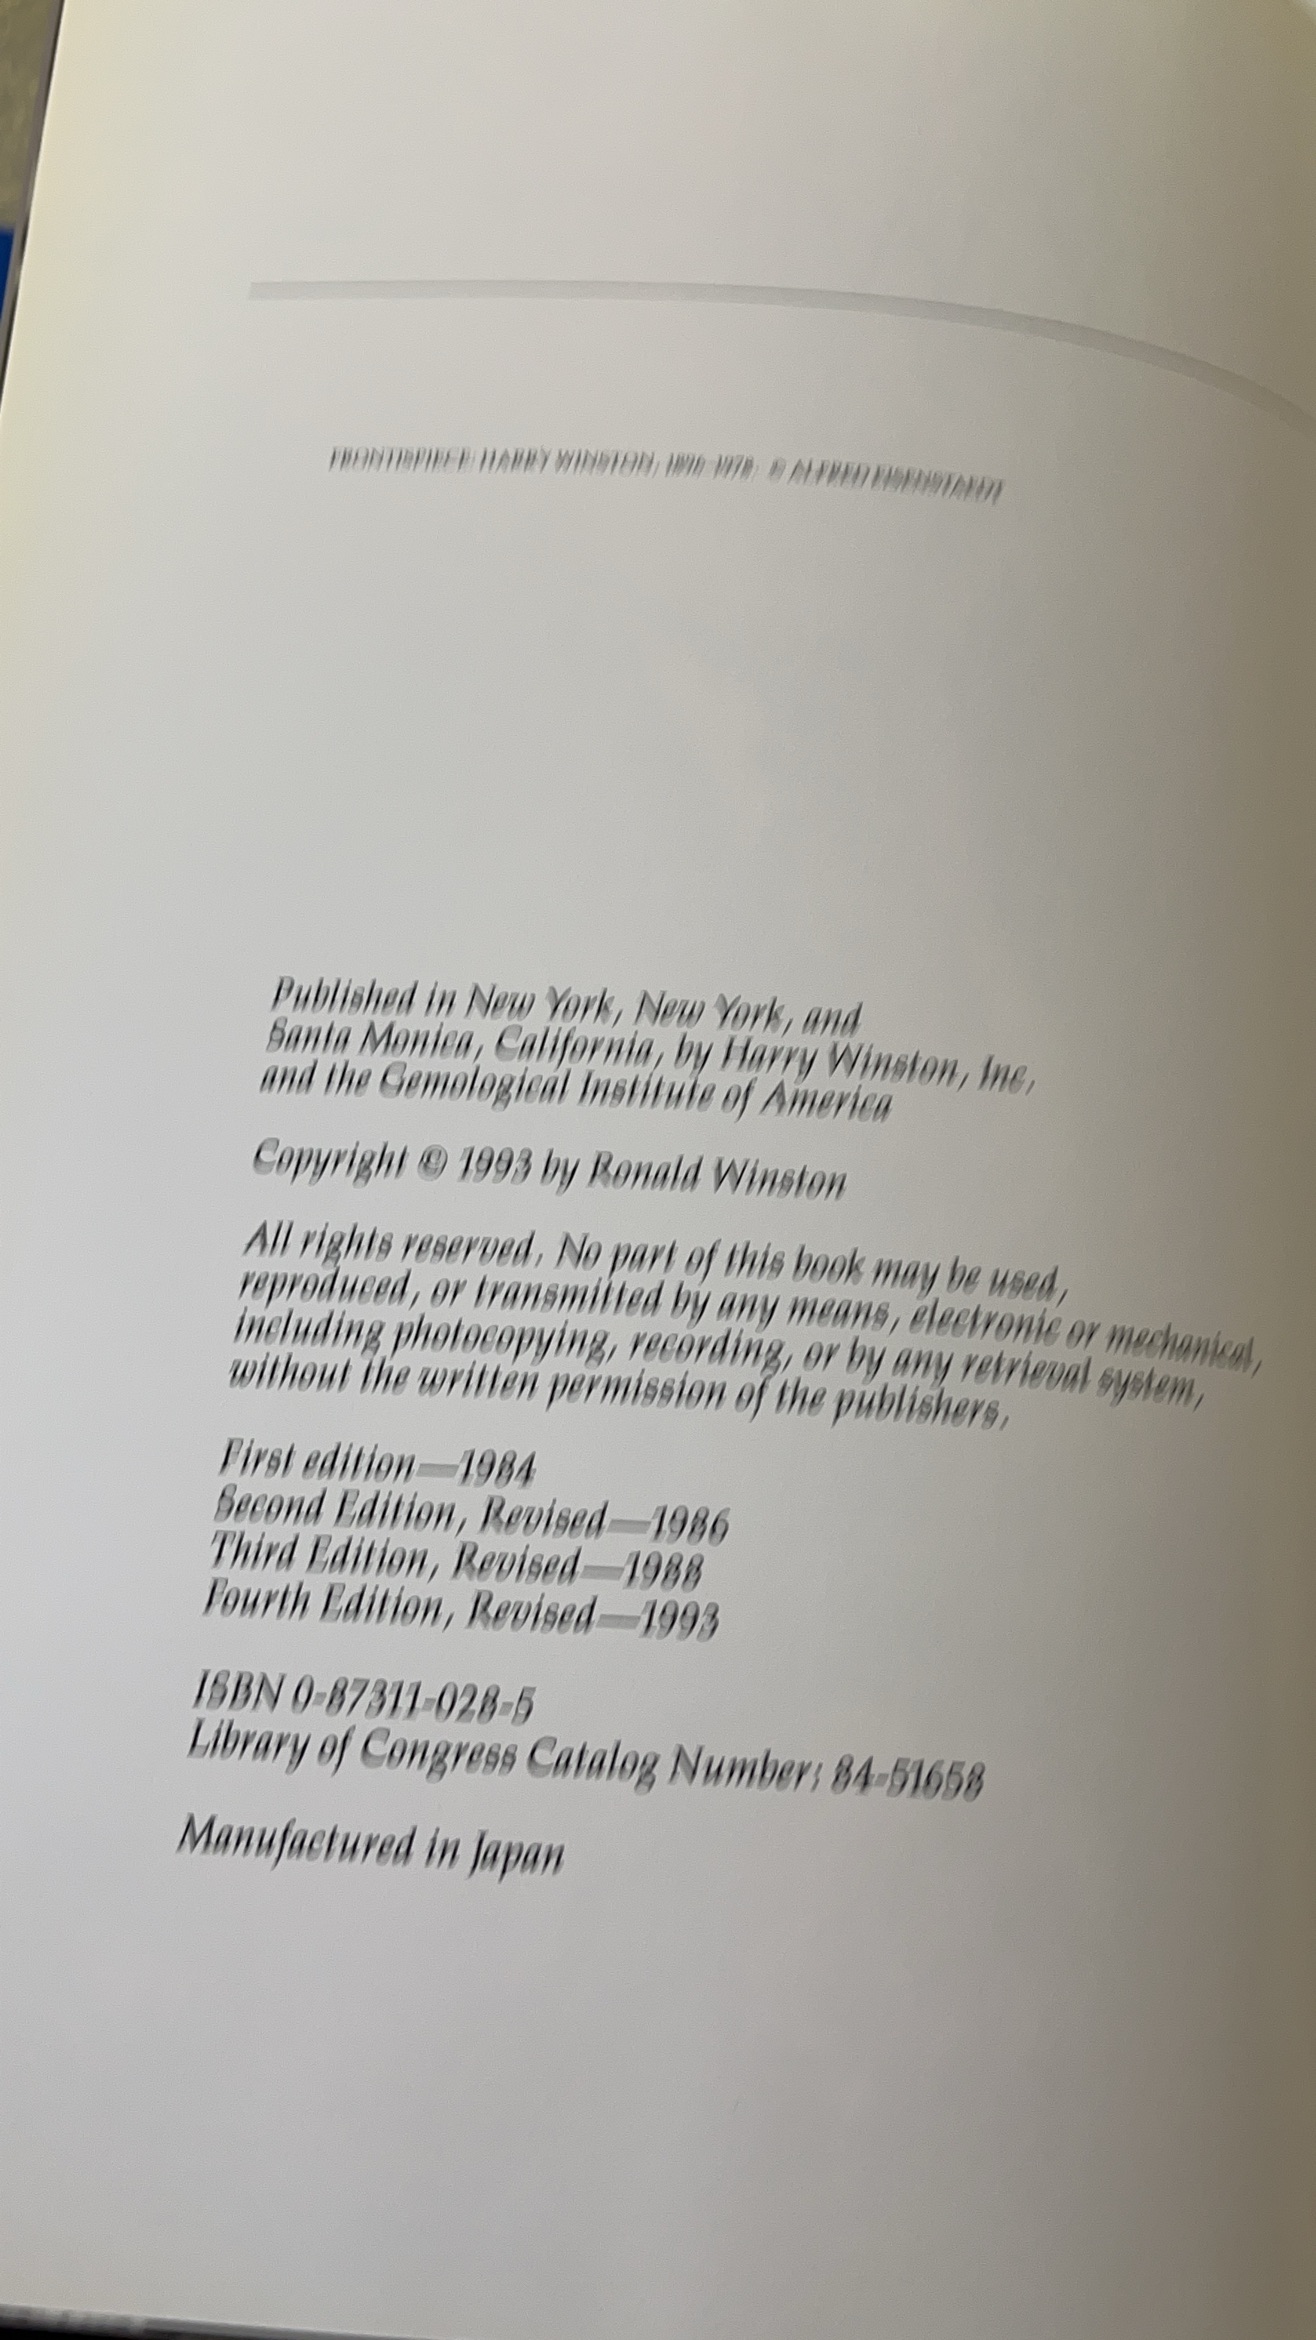 FRONTISPIECE: HARRY WINSTON, 1896-1978. © ALFRED EISENSTAEDT
Published in New York, New York, and
Santa Monica, California, by Harry Winston, Inc.
and the Gemological Institute of America
Copyright © 1993 by Ronald Winston
All rights reserved. No part of this book may be used,
reproduced, or transmitted by any means, electronic or mechanical,
including photocopying, recording, or by any retrieval system,
without the written permission of the publishers.
First edition—1984
Second Edition, Revised—1986
Third Edition, Revised—1988
Fourth Edition, Revised—1993
ISBN 0-87311-028-5
Library of Congress Catalog Number: 84-51658
Manufactured in Japan